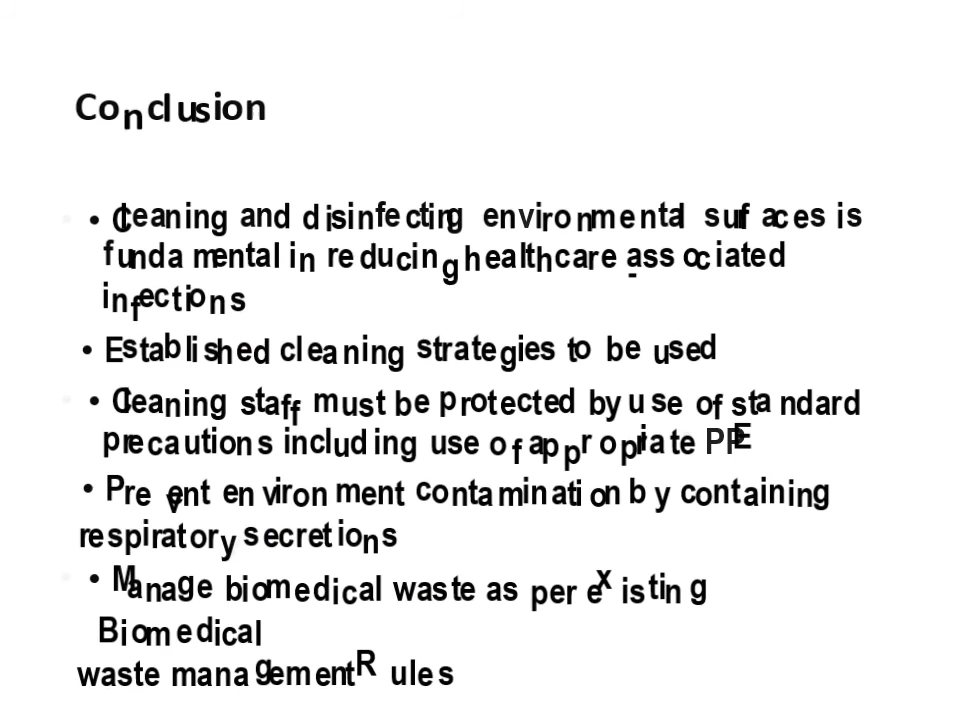 Conclusion
• Cleaning and disinfecting environmental surfaces is
fundamental in reducing healthcare associated
infections
• Established cleaning strategies to be used
• Cleaning staff must be protected by use of standard
precautions including use of appropriate PPE
• Prevent environment contamination by containing
respiratory secretions
• Manage biomedical waste as per existing
Biomedical
waste management Rules